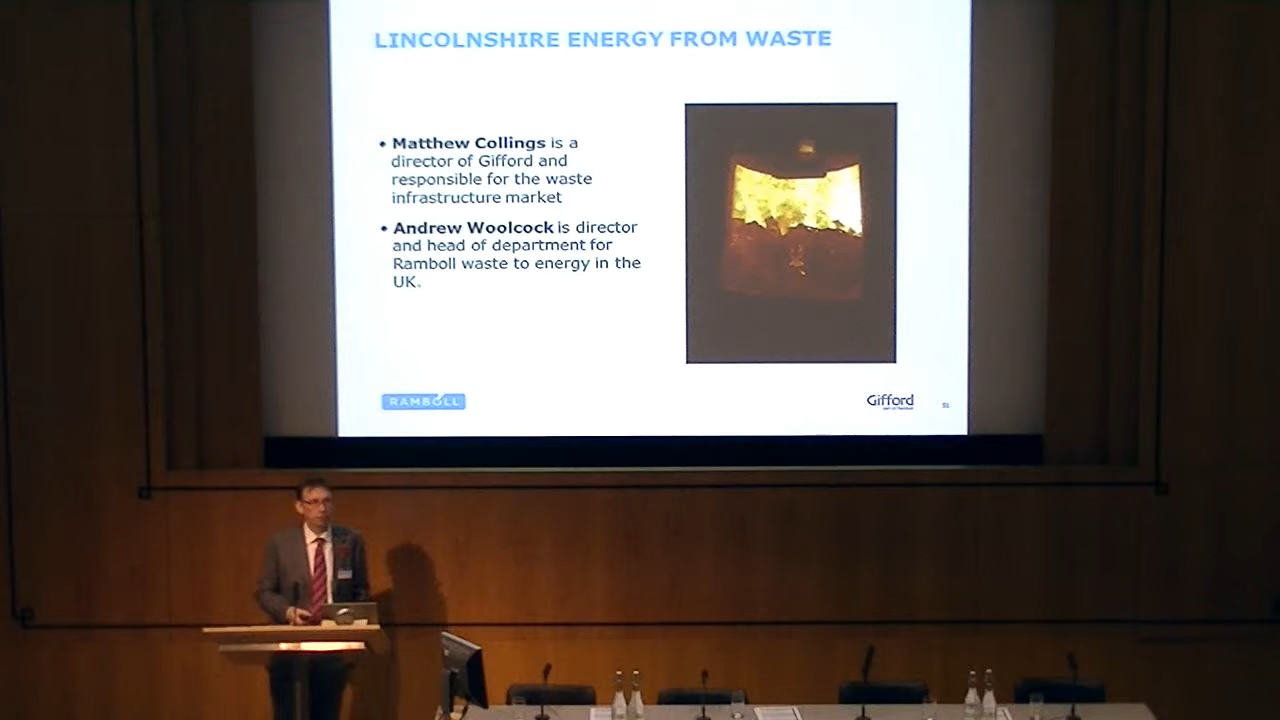 LINCOLNSHIRE ENERGY FROM WASTE
• Matthew Collings is a
director of Gifford and
responsible for the waste
infrastructure market
• Andrew Woolcock is director
and head of department for
Ramboll waste to energy in the
UK.
RAMBOLL
Gifford